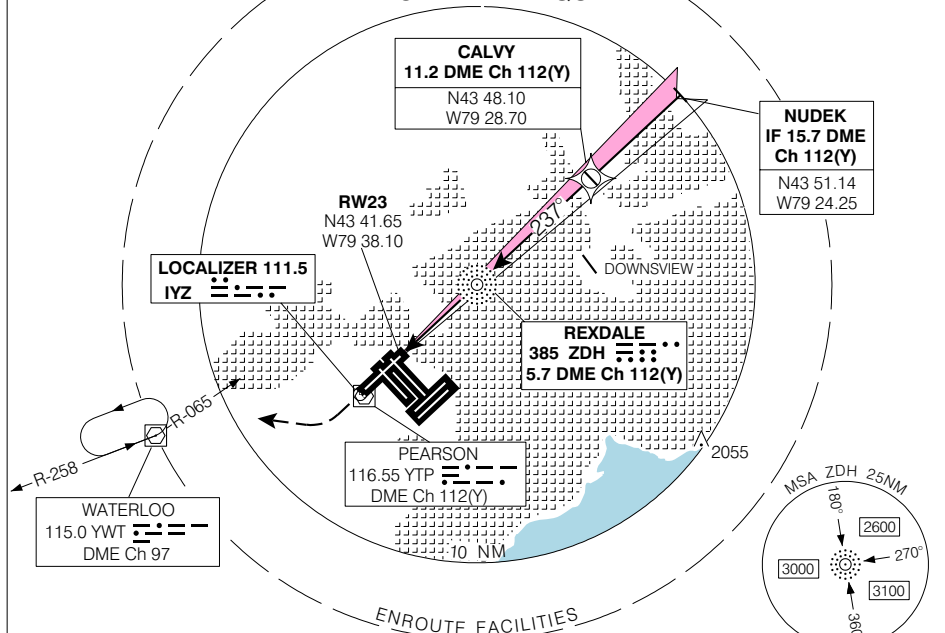 CALVY
11.2 DME Ch 112(Y)
N43 48.10
W79 28.70
NUDEK
IF 15.7 DME
Ch 112(Y)
N43 51.14
W79 24.25
RW23
N43 41.65
W79 38.10
237°
DOWNSVIEW
LOCALIZER 111.5
IYZ
REXDALE
385 ZDH
5.7 DME Ch 112(Y)
R-065
R-258
PEARSON
116.55 YTP
DME Ch 112(Y)
2055
WATERLOO
115.0 YWT
DME Ch 97
10 NM
ENROUTE FACILITIES
MSA ZDH 25NM
180°
2600
270°
3000
3100
360°